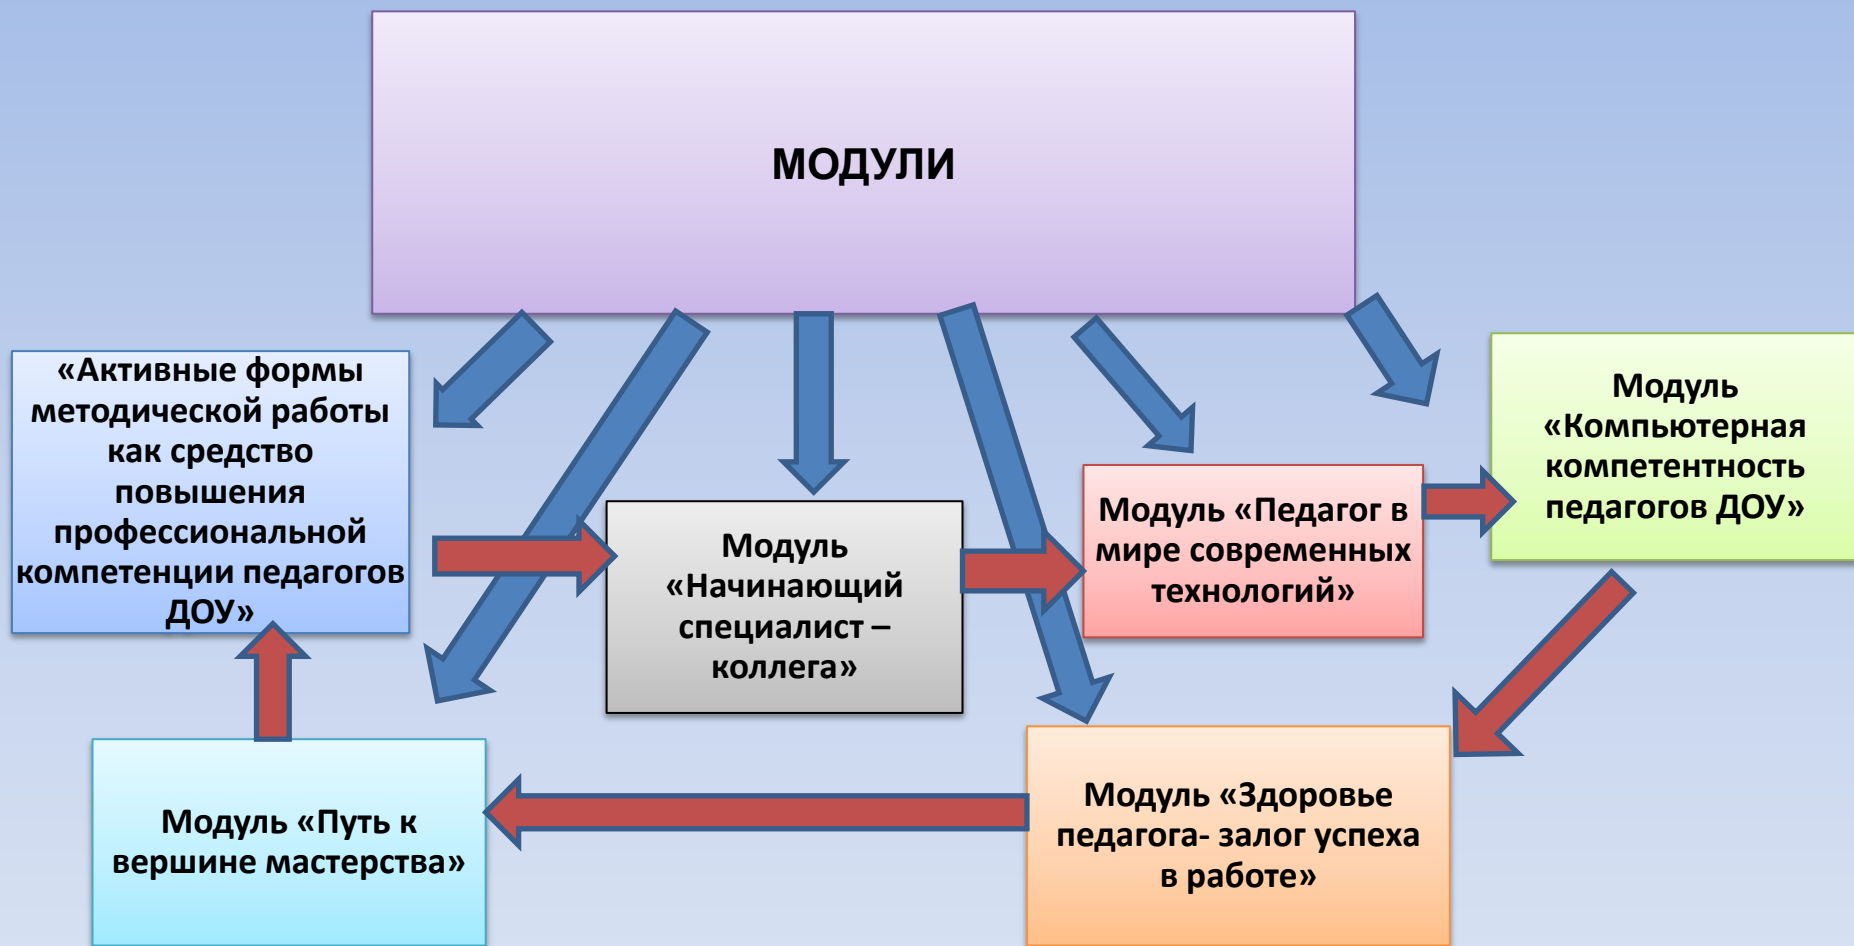 МОДУЛИ
«Активные формы
методической работы
как средство
повышения
профессиональной
компетенции педагогов
ДОУ»
Модуль
«Начинающий
специалист –
коллега»
Модуль «Педагог в
мире современных
технологий»
Модуль
«Компьютерная
компетентность
педагогов ДОУ»
Модуль «Путь к
вершине мастерства»
Модуль «Здоровье
педагога- залог успеха
в работе»